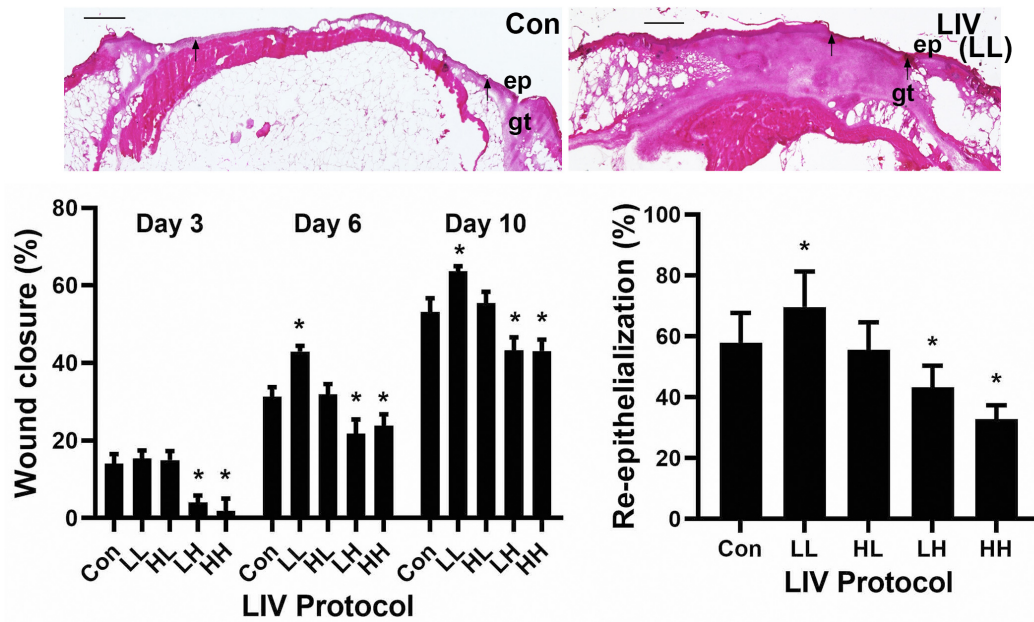 Con
ep
gt
LIV
(LL)
ep
gt
Wound closure (%)
80
60
40
20
0
Day 3
Day 6
Day 10
*
*
*
*
*
*
*
*
Con
LL
HL
LH
HH
Con
LL
HL
LH
HH
Con
LL
HL
LH
HH
LIV Protocol
Re-epithelialization (%)
100
80
60
40
20
0
*
*
*
Con
LL
HL
LH
HH
LIV Protocol